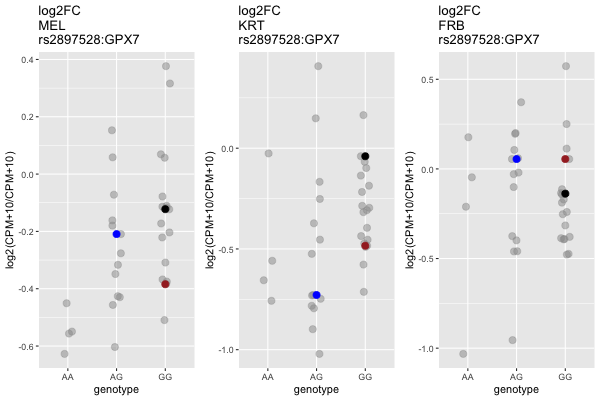 log2FC
MEL
rs2897528:GPX7
log2(CPM+10/CPM+10 )
0.4
0.2
0.0
-0.2
-0.4
-0.6
AA
AG
GG
genotype
log2FC
KRT
rs2897528:GPX7
log2(CPM+10/CPM+10 )
0.0
-0.5
-1.0
AA
AG
GG
genotype
log2FC
FRB
rs2897528:GPX7
log2(CPM+10/CPM+10 )
0.5
0.0
-0.5
-1.0
AA
AG
GG
genotype